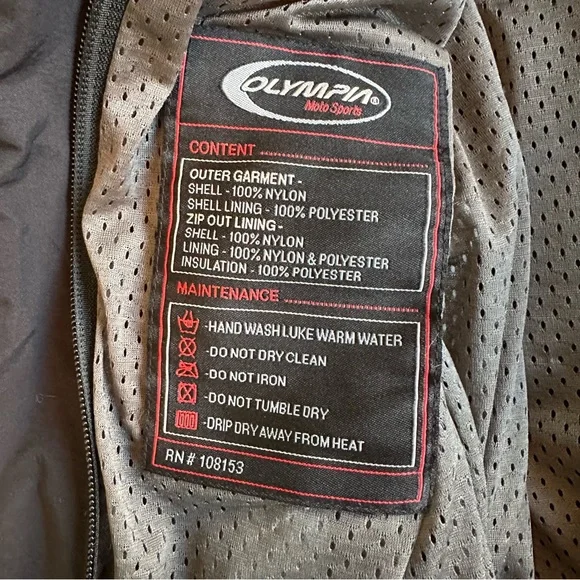 OLYMPIA®
Moto Sports
CONTENT
OUTER GARMENT -
SHELL - 100% NYLON
SHELL LINING - 100% POLYESTER
ZIP OUT LINING -
SHELL - 100% NYLON
LINING - 100% NYLON & POLYESTER
INSULATION - 100% POLYESTER
MAINTENANCE
-HAND WASH LUKE WARM WATER
-DO NOT DRY CLEAN
-DO NOT IRON
-DO NOT TUMBLE DRY
-DRIP DRY AWAY FROM HEAT
RN # 108153